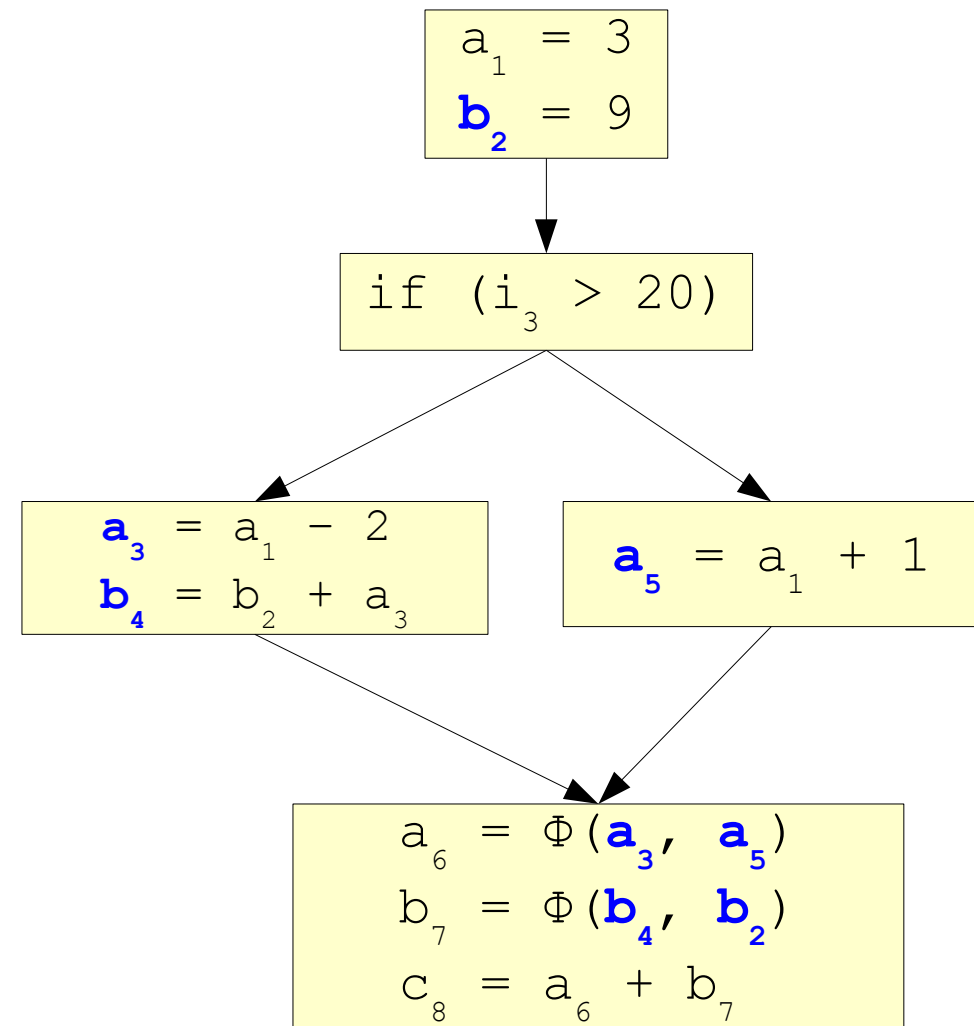 a₁ = 3
b₂ = 9
if (i₃ > 20)
a₃ = a₁ - 2
b₄ = b₂ + a₃
a₅ = a₁ + 1
a₆ = Φ(a₃, a₅)
b₇ = Φ(b₄, b₂)
c₈ = a₆ + b₇